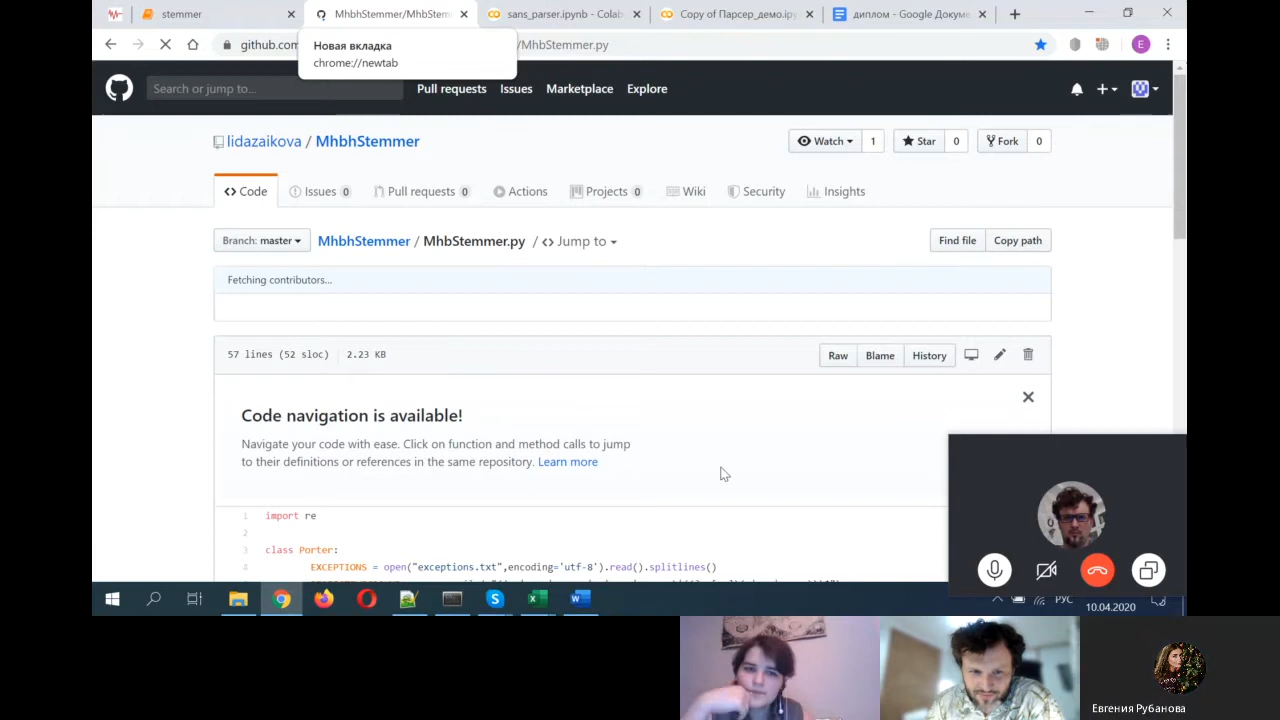 stemmer
MhbhStemmer/MhbStem
sans_parser.ipynb - Colab
Copy of Парсер_демо.ipy
диплом - Google Докуме
github.com
/MhbStemmer.py
Новая вкладка
chrome://newtab
E
Search or jump to...
Pull requests
Issues
Marketplace
Explore
lidazaikova / MhbhStemmer
Watch 1
Star 0
Fork 0
Code
Issues 0
Pull requests 0
Actions
Projects 0
Wiki
Security
Insights
Branch: master
MhbhStemmer / MhbStemmer.py / <> Jump to
Find file
Copy path
Fetching contributors...
57 lines (52 sloc) 2.23 KB
Raw
Blame
History
Code navigation is available!
Navigate your code with ease. Click on function and method calls to jump
to their definitions or references in the same repository. Learn more
1 import re
2
3 class Porter:
4 EXCEPTIONS = open("exceptions.txt",encoding='utf-8').read().splitlines()
РУС
10.04.2020
Евгения Рубанова